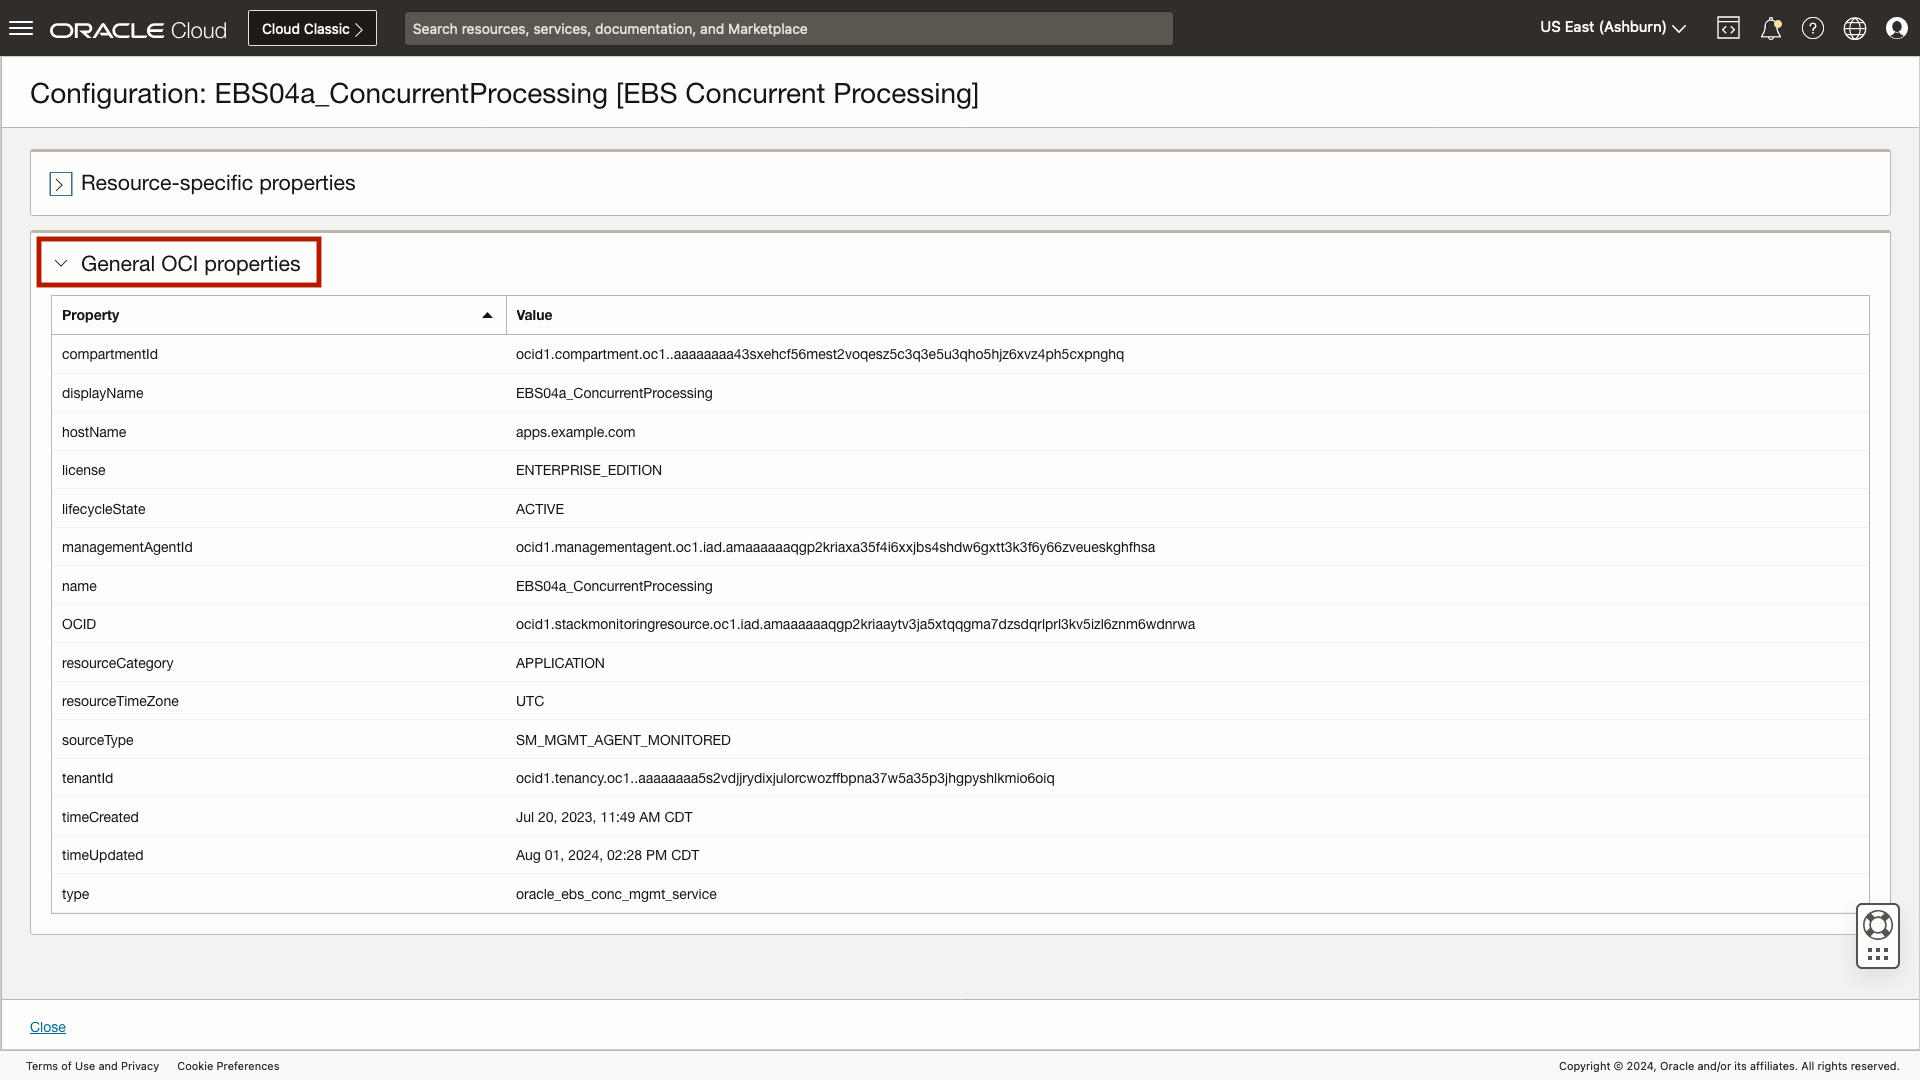 ORACLE Cloud
Cloud Classic
Search resources, services, documentation, and Marketplace
US East (Ashburn)
Configuration: EBS04a_ConcurrentProcessing [EBS Concurrent Processing]
Resource-specific properties
General OCI properties
Property Value
compartmentId ocid1.compartment.oc1..aaaaaaaa43sxehcf56mest2voqesz5c3q3e5u3qho5hjz6xvz4ph5cxpnghq
displayName EBS04a_ConcurrentProcessing
hostName apps.example.com
license ENTERPRISE_EDITION
lifecycleState ACTIVE
managementAgentId ocid1.managementagent.oc1.iad.amaaaaaaqgp2kriaxa35f4i6xxjbs4shdw6gxtt3k3f6y66zveueskghfhsa
name EBS04a_ConcurrentProcessing
OCID ocid1.stackmonitoringresource.oc1.iad.amaaaaaaqgp2kriaaytv3ja5xtqqgma7dzsdqrlprl3kv5izl6znm6wdnrwa
resourceCategory APPLICATION
resourceTimeZone UTC
sourceType SM_MGMT_AGENT_MONITORED
tenantId ocid1.tenancy.oc1..aaaaaaaa5s2vdjjrydixjulorcwozffbpna37w5a35p3jhgpyshlkmio6oiq
timeCreated Jul 20, 2023, 11:49 AM CDT
timeUpdated Aug 01, 2024, 02:28 PM CDT
type oracle_ebs_conc_mgmt_service
Close
Terms of Use and Privacy Cookie Preferences
Copyright © 2024, Oracle and/or its affiliates. All rights reserved.